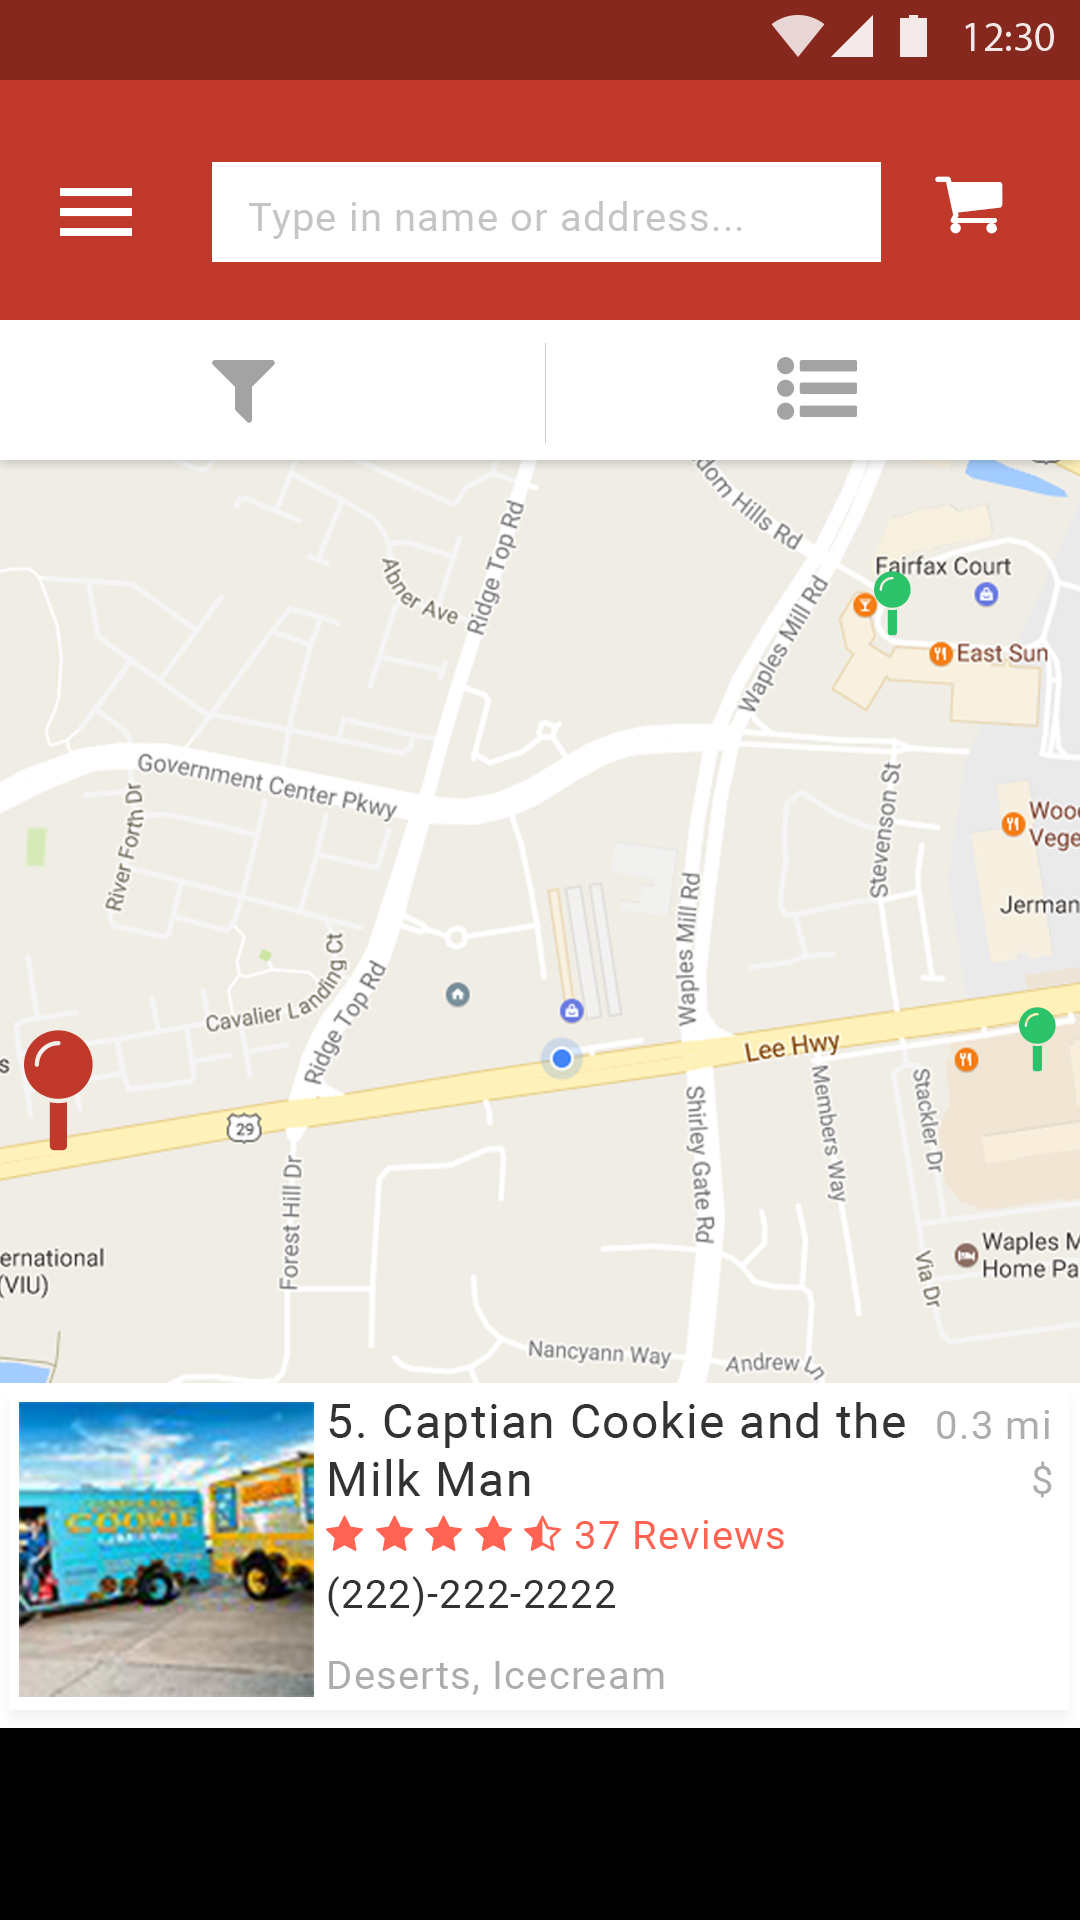 12:30
Type in name or address...
dom Hills Rd
Ridge Top Rd
Abner Ave
Fairfax Court
Waples Mill Rd
East Sun
Government Center Pkwy
River Forth Dr
Stevenson St
Wood
Vege
Waples Mill Rd
Jerman
Cavalier Landing Ct
Ridge Top Rd
Lee Hwy
s
29
Members Way
Stackler Dr
Shirley Gate Rd
Forest Hill Dr
Waples M
Home Pa
ernational
(VIU)
Via Dr
Nancyann Way
Andrew Ln
5. Captian Cookie and the
Milk Man
0.3 mi
$
37 Reviews
(222)-222-2222
Deserts, Icecream
COOKIE